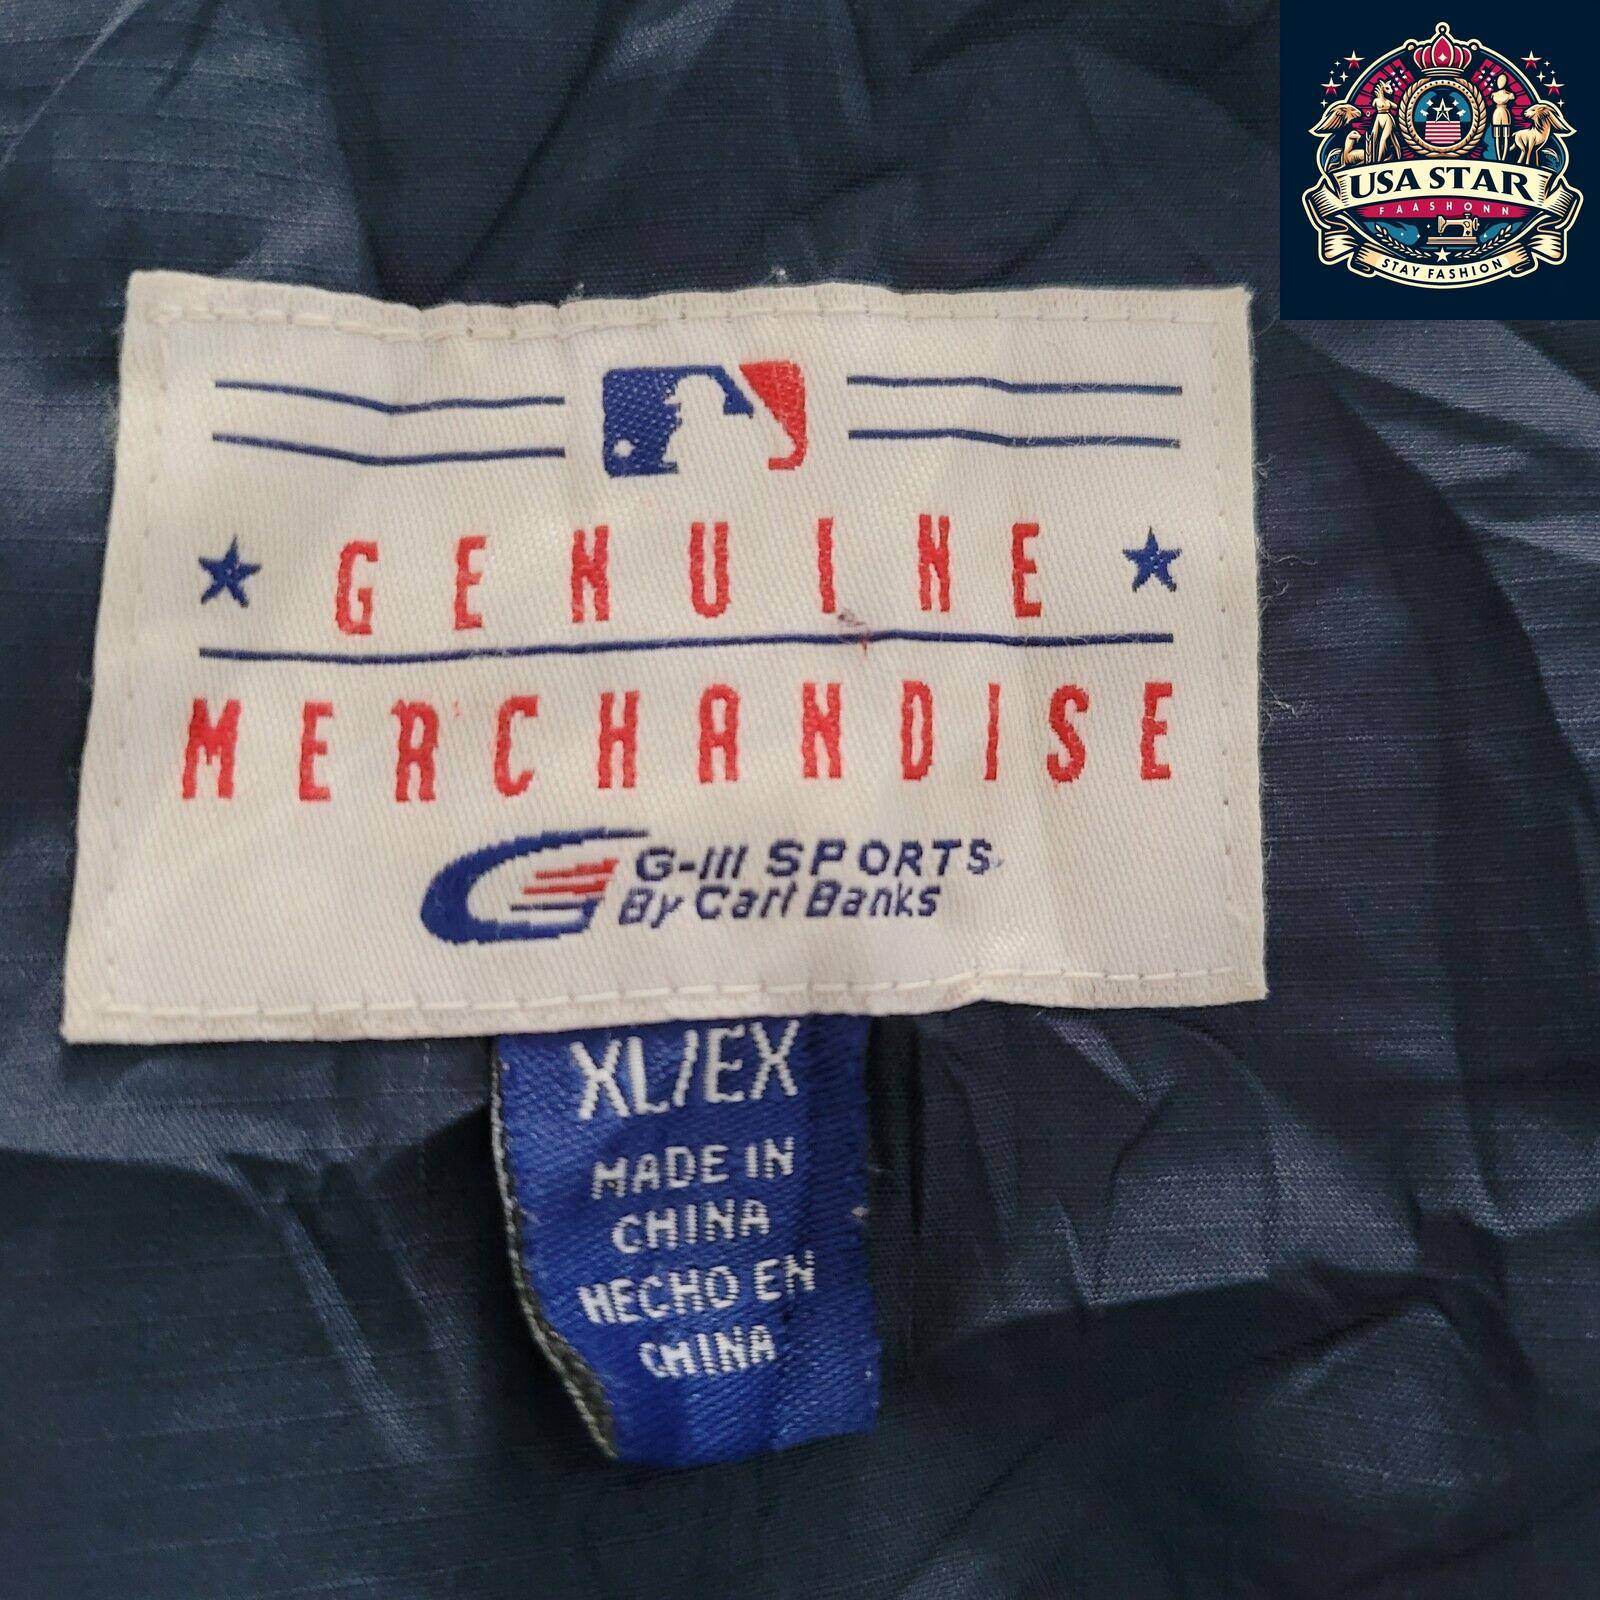 USA STAR
FAASHONN
STAY FASHION
GENUINE
MERCHANDISE
G-III SPORTS
By Carl Banks
XL/EX
MADE IN
CHINA
HECHO EN
CHINA